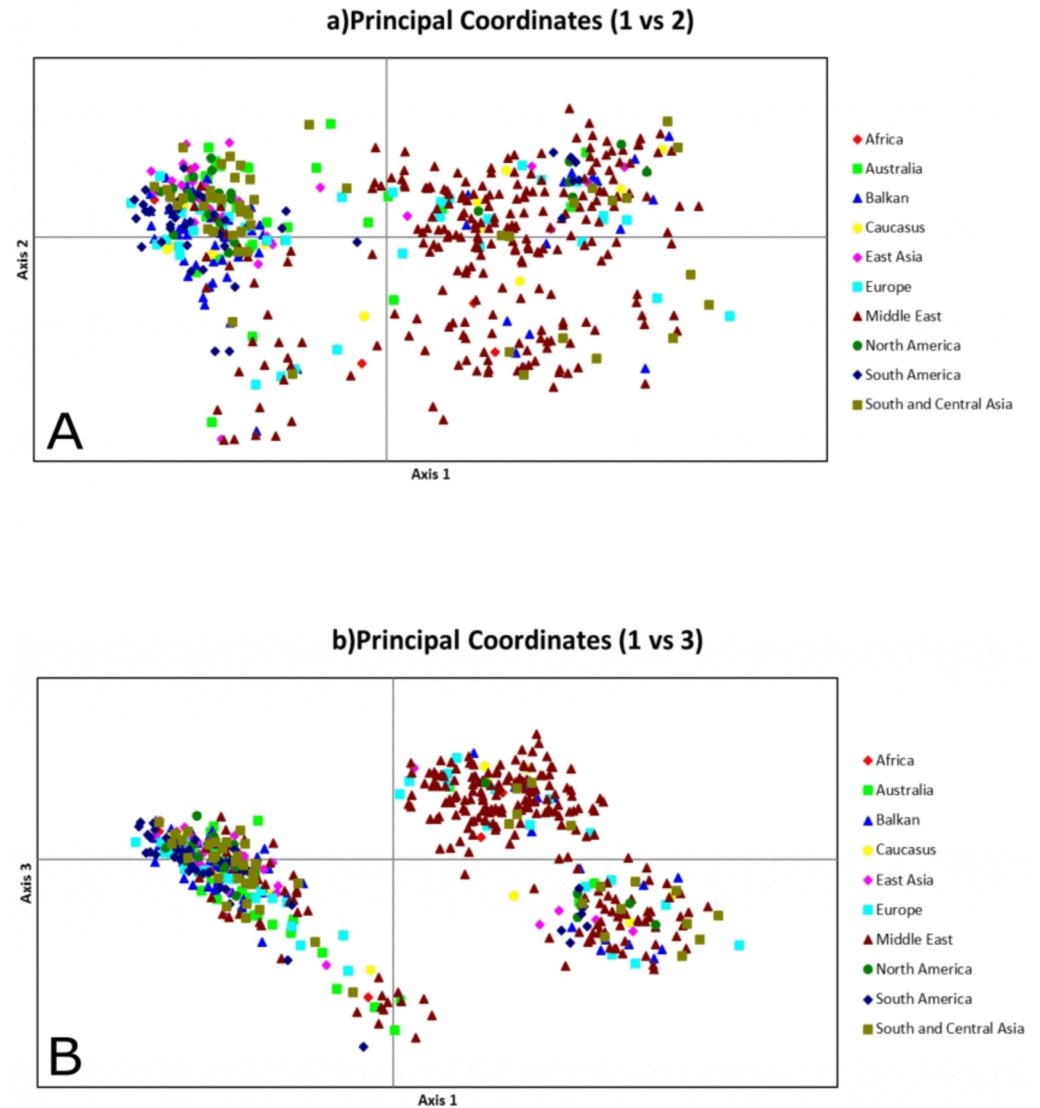 a)Principal Coordinates (1 vs 2)
Africa
Australia
Balkan
Caucasus
East Asia
Europe
Middle East
North America
South America
South and Central Asia
Axis 2
A
Axis 1
b)Principal Coordinates (1 vs 3)
Africa
Australia
Balkan
Caucasus
East Asia
Europe
Middle East
North America
South America
South and Central Asia
Axis 3
B
Axis 1